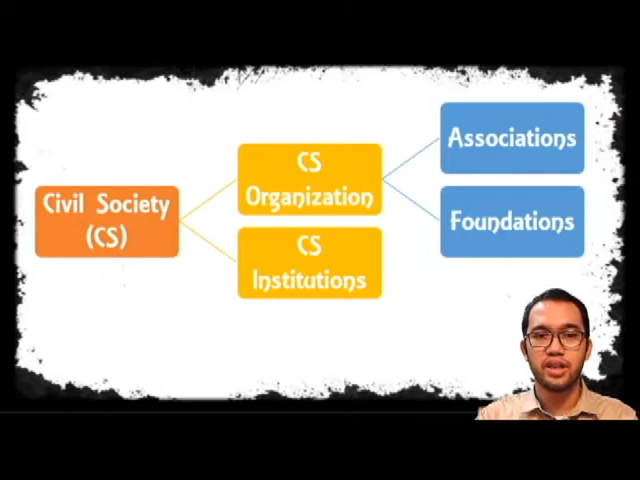 Civil Society
(CS)
CS
Organization
CS
Institutions
Associations
Foundations